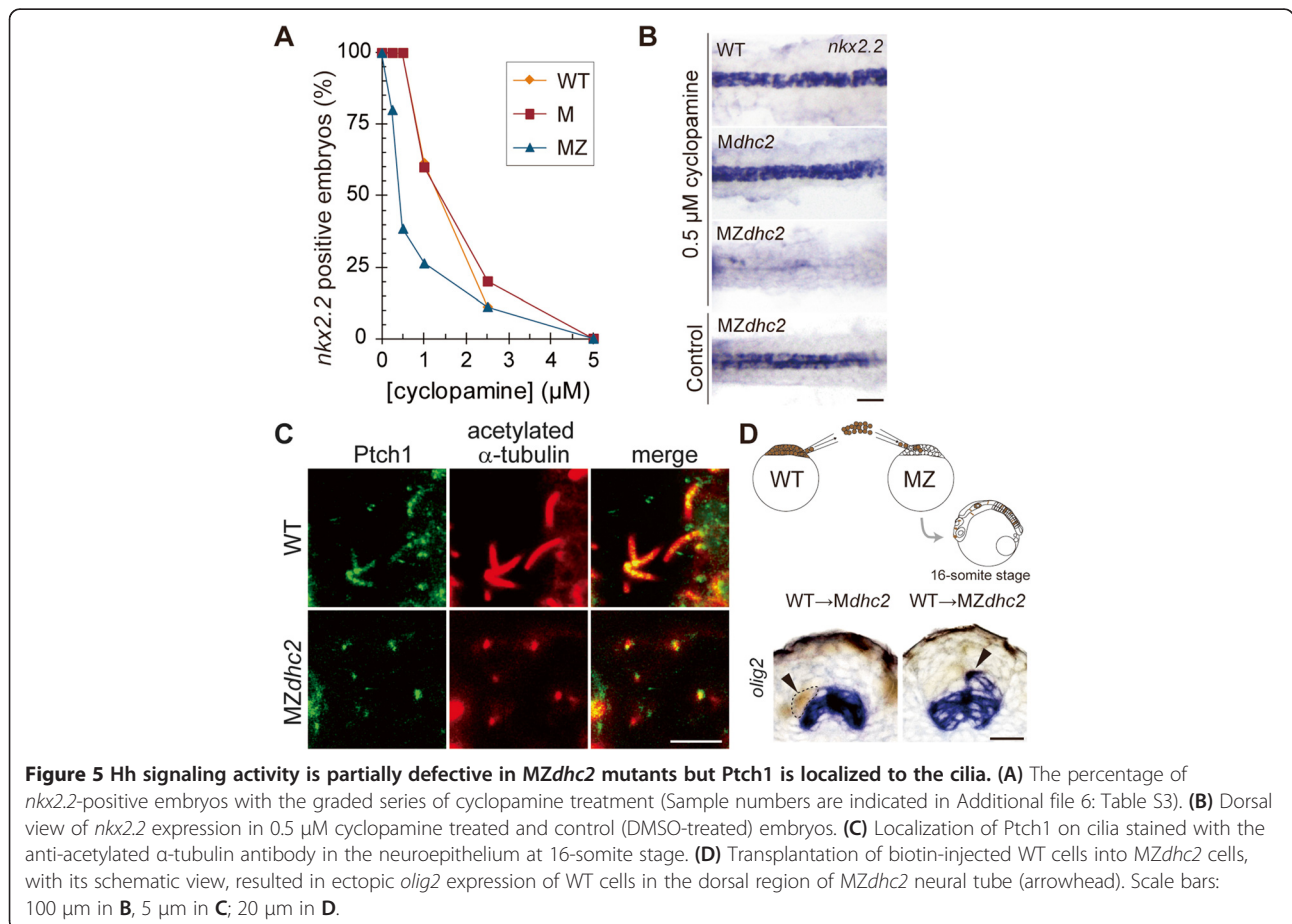 A
nkx2.2 positive embryos (%)
100
75
50
25
0
0
1
2
3
4
5
[cyclopamine] (µM)
WT
M
MZ
B
WT
nkx2.2
Mdhc2
MZdhc2
MZdhc2
0.5 µM cyclopamine
Control
C
Ptch1
acetylated
α-tubulin
merge
WT
MZdhc2
D
WT
MZ
16-somite stage
WT→Mdhc2
WT→MZdhc2
olig2
Figure 5 Hh signaling activity is partially defective in MZdhc2 mutants but Ptch1 is localized to the cilia. (A) The percentage of
nkx2.2-positive embryos with the graded series of cyclopamine treatment (Sample numbers are indicated in Additional file 6: Table S3). (B) Dorsal
view of nkx2.2 expression in 0.5 µM cyclopamine treated and control (DMSO-treated) embryos. (C) Localization of Ptch1 on cilia stained with the
anti-acetylated α-tubulin antibody in the neuroepithelium at 16-somite stage. (D) Transplantation of biotin-injected WT cells into MZdhc2 cells,
with its schematic view, resulted in ectopic olig2 expression of WT cells in the dorsal region of MZdhc2 neural tube (arrowhead). Scale bars:
100 µm in B, 5 µm in C; 20 µm in D.